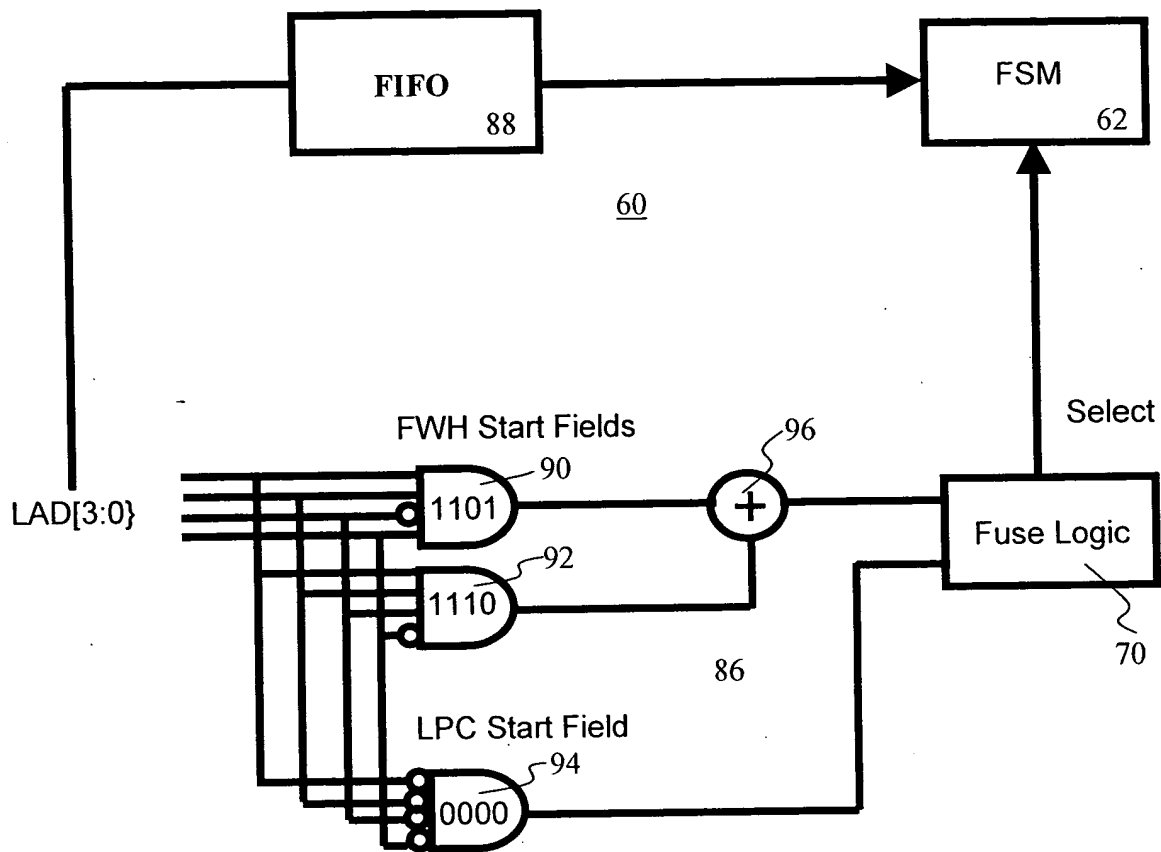 FIFO
88
FSM
62
60
Select
FWH Start Fields
90
96
LAD[3:0}
1101
+
Fuse Logic
92
1110
70
86
LPC Start Field
94
0000